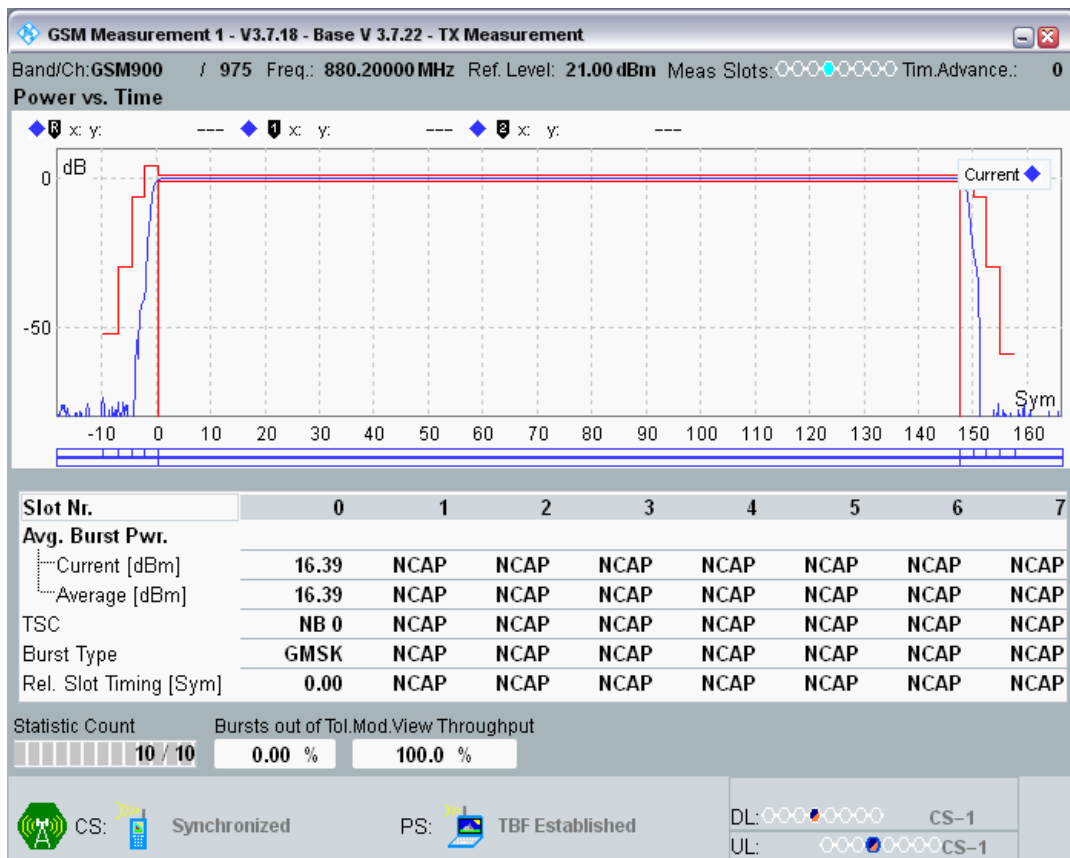 GSM Measurement 1 - V3.7.18 - Base V 3.7.22 - TX Measurement
Band/Ch:GSM900 / 975 Freq.: 880.20000 MHz Ref. Level: 21.00 dBm Meas Slots: Tim.Advance.: 0
Power vs. Time
R x: y: --- 1 x: y: --- 2 x: y: ---
dB
Current
0
-50
Sym
-10 0 10 20 30 40 50 60 70 80 90 100 110 120 130 140 150 160
Slot Nr. 0 1 2 3 4 5 6 7
Avg. Burst Pwr.
Current [dBm] 16.39 NCAP NCAP NCAP NCAP NCAP NCAP NCAP
Average [dBm] 16.39 NCAP NCAP NCAP NCAP NCAP NCAP NCAP
TSC NB 0 NCAP NCAP NCAP NCAP NCAP NCAP NCAP
Burst Type GMSK NCAP NCAP NCAP NCAP NCAP NCAP NCAP
Rel. Slot Timing [Sym] 0.00 NCAP NCAP NCAP NCAP NCAP NCAP NCAP
Statistic Count Bursts out of Tol.Mod.View Throughput
10 / 10 0.00 % 100.0 %
CS: Synchronized PS: TBF Established
DL: CS-1
UL: CS-1